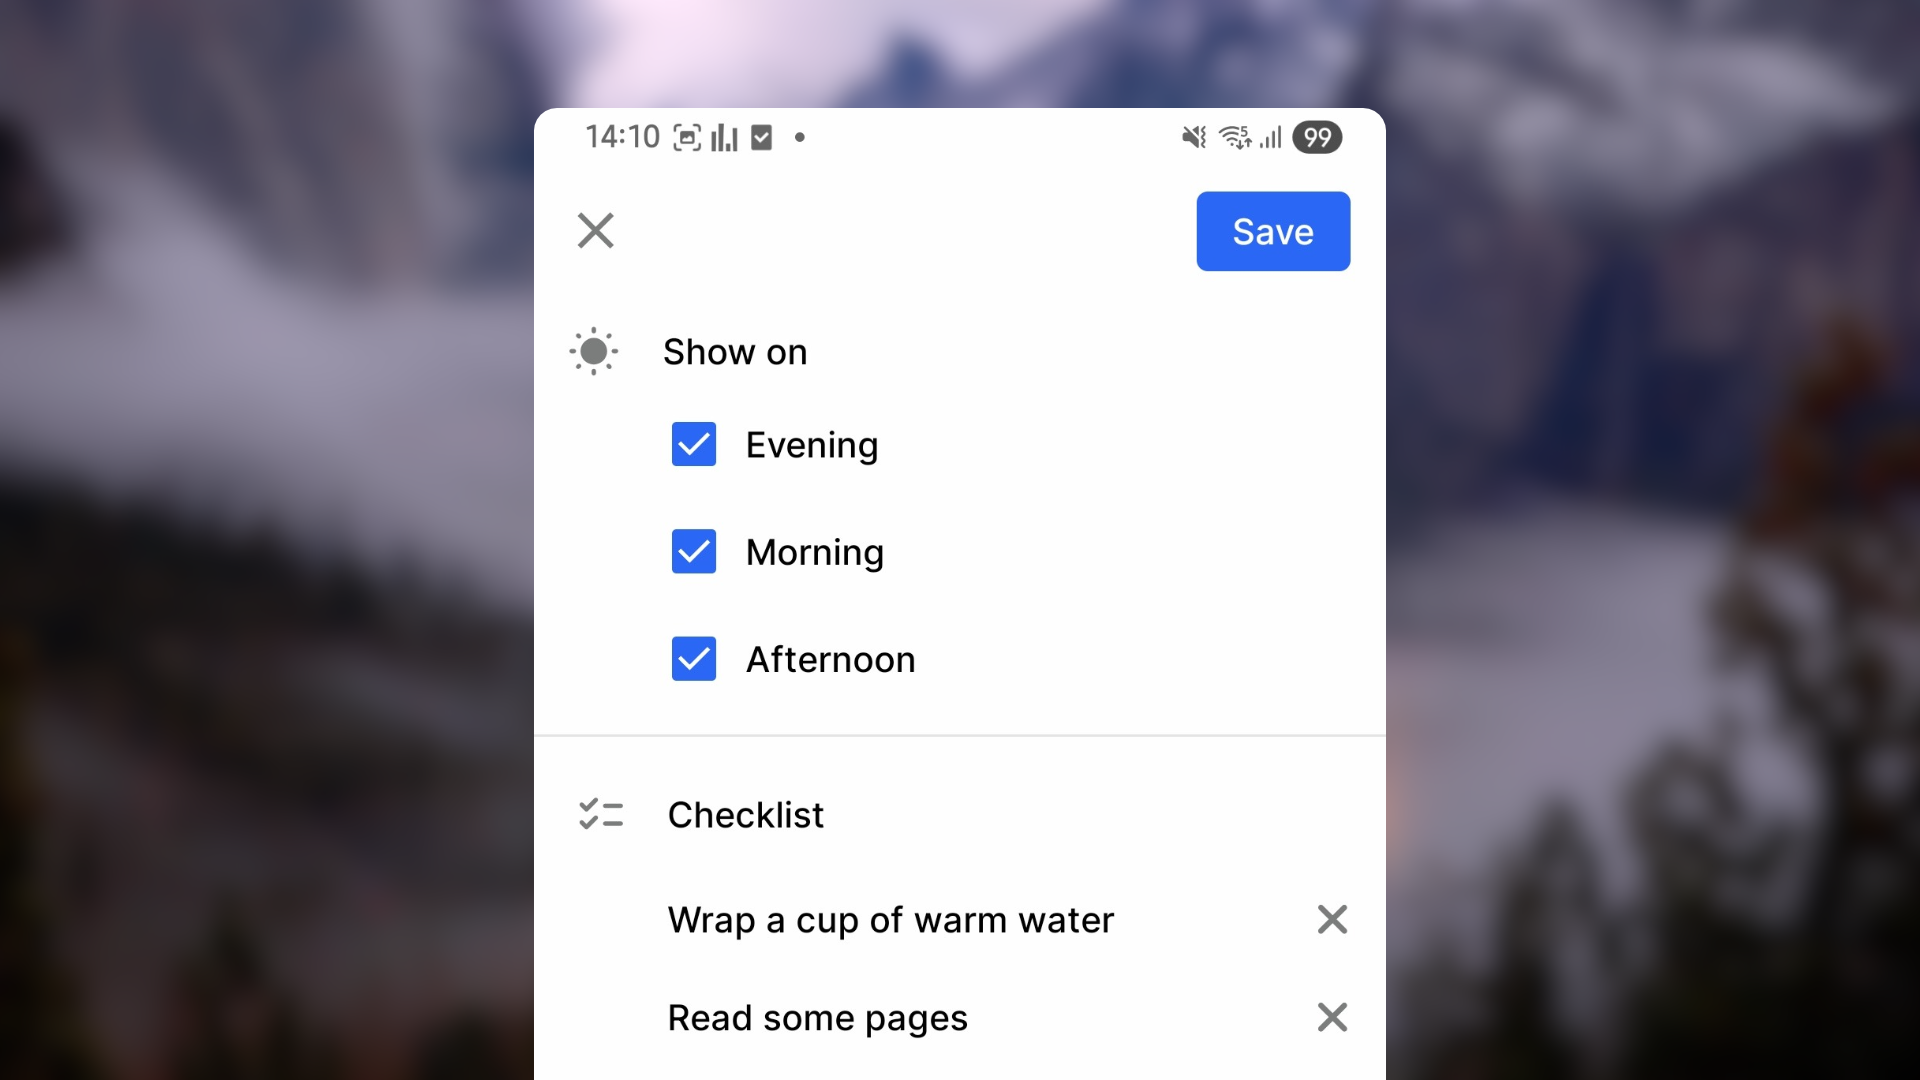 14:10 99
Save
Show on
Evening
Morning
Afternoon
Checklist
Wrap a cup of warm water
Read some pages